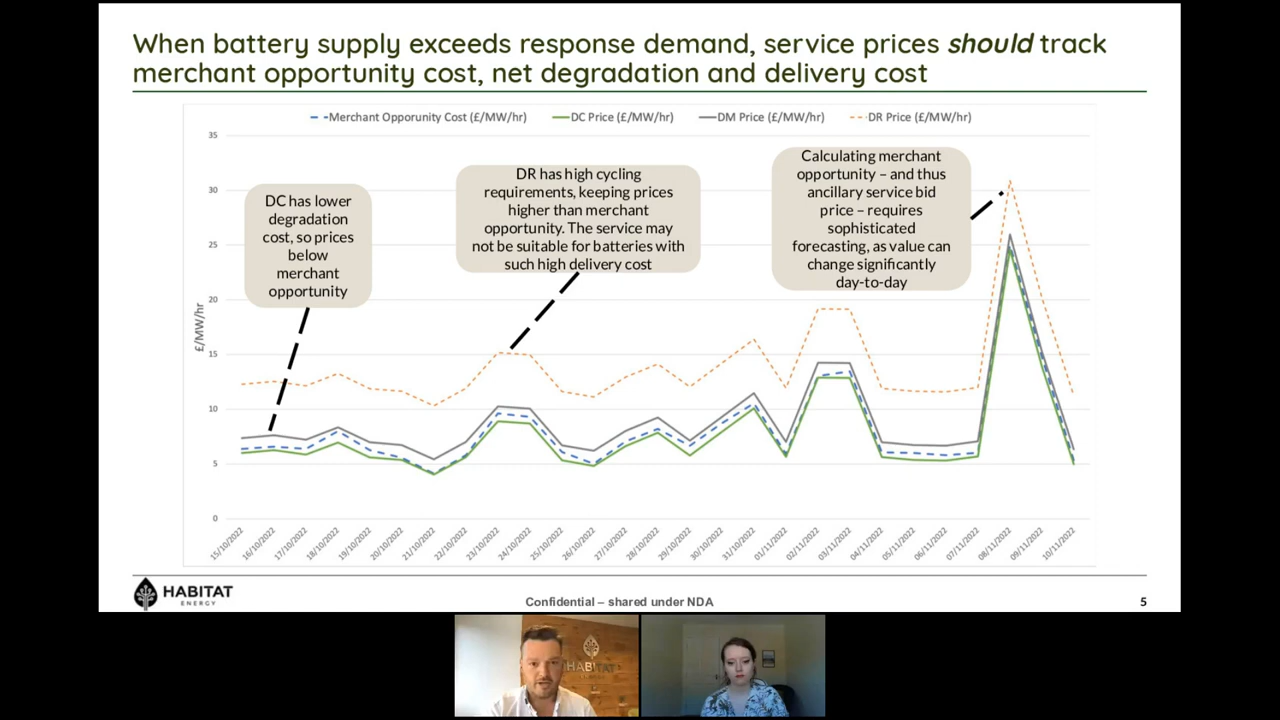 When battery supply exceeds response demand, service prices should track
merchant opportunity cost, net degradation and delivery cost
Merchant Opporunity Cost (£/MW/hr) DC Price (£/MW/hr) DM Price (£/MW/hr) DR Price (£/MW/hr)
35
30
25
20
15
10
5
0
£/MW/hr
DC has lower
degradation
cost, so prices
below
merchant
opportunity
DR has high cycling
requirements, keeping prices
higher than merchant
opportunity. The service may
not be suitable for batteries with
such high delivery cost
Calculating merchant
opportunity – and thus
ancillary service bid
price – requires
sophisticated
forecasting, as value can
change significantly
day-to-day
15/10/2022
16/10/2022
17/10/2022
18/10/2022
19/10/2022
20/10/2022
21/10/2022
22/10/2022
23/10/2022
24/10/2022
25/10/2022
26/10/2022
27/10/2022
28/10/2022
29/10/2022
30/10/2022
31/10/2022
01/11/2022
02/11/2022
03/11/2022
04/11/2022
05/11/2022
06/11/2022
07/11/2022
08/11/2022
09/11/2022
10/11/2022
HABITAT
ENERGY
Confidential – shared under NDA
5
HABITAT